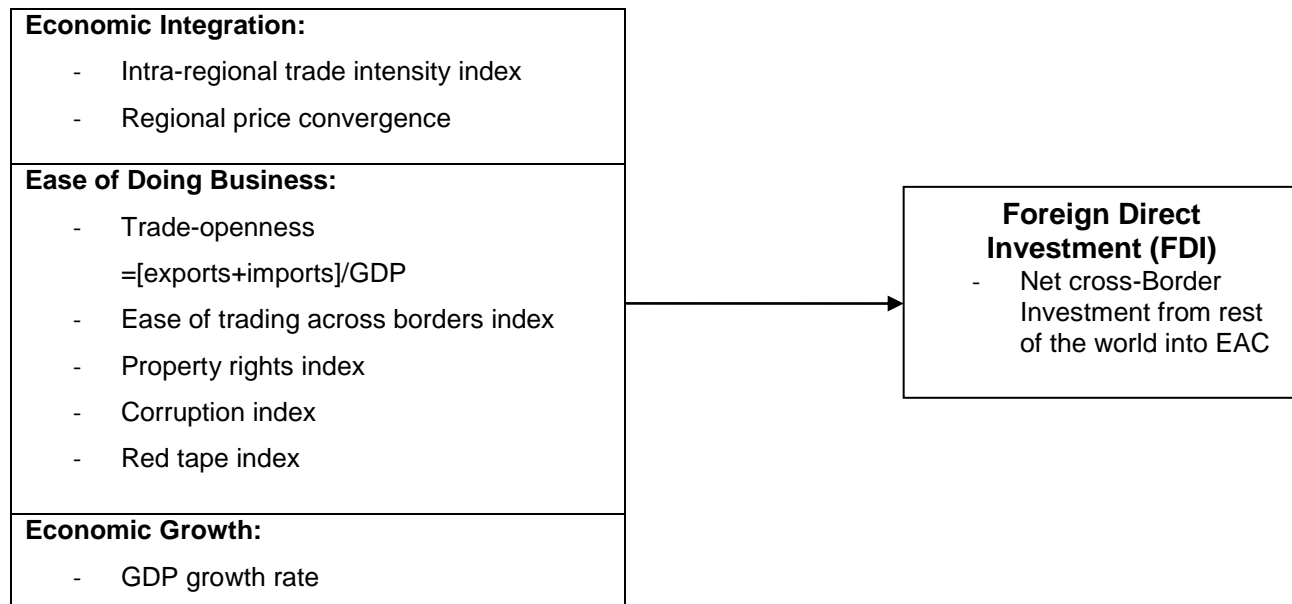 Economic Integration:
- Intra-regional trade intensity index
- Regional price convergence
Ease of Doing Business:
- Trade-openness
=[exports+imports]/GDP
- Ease of trading across borders index
- Property rights index
- Corruption index
- Red tape index
Economic Growth:
- GDP growth rate
Foreign Direct
Investment (FDI)
- Net cross-Border
Investment from rest
of the world into EAC